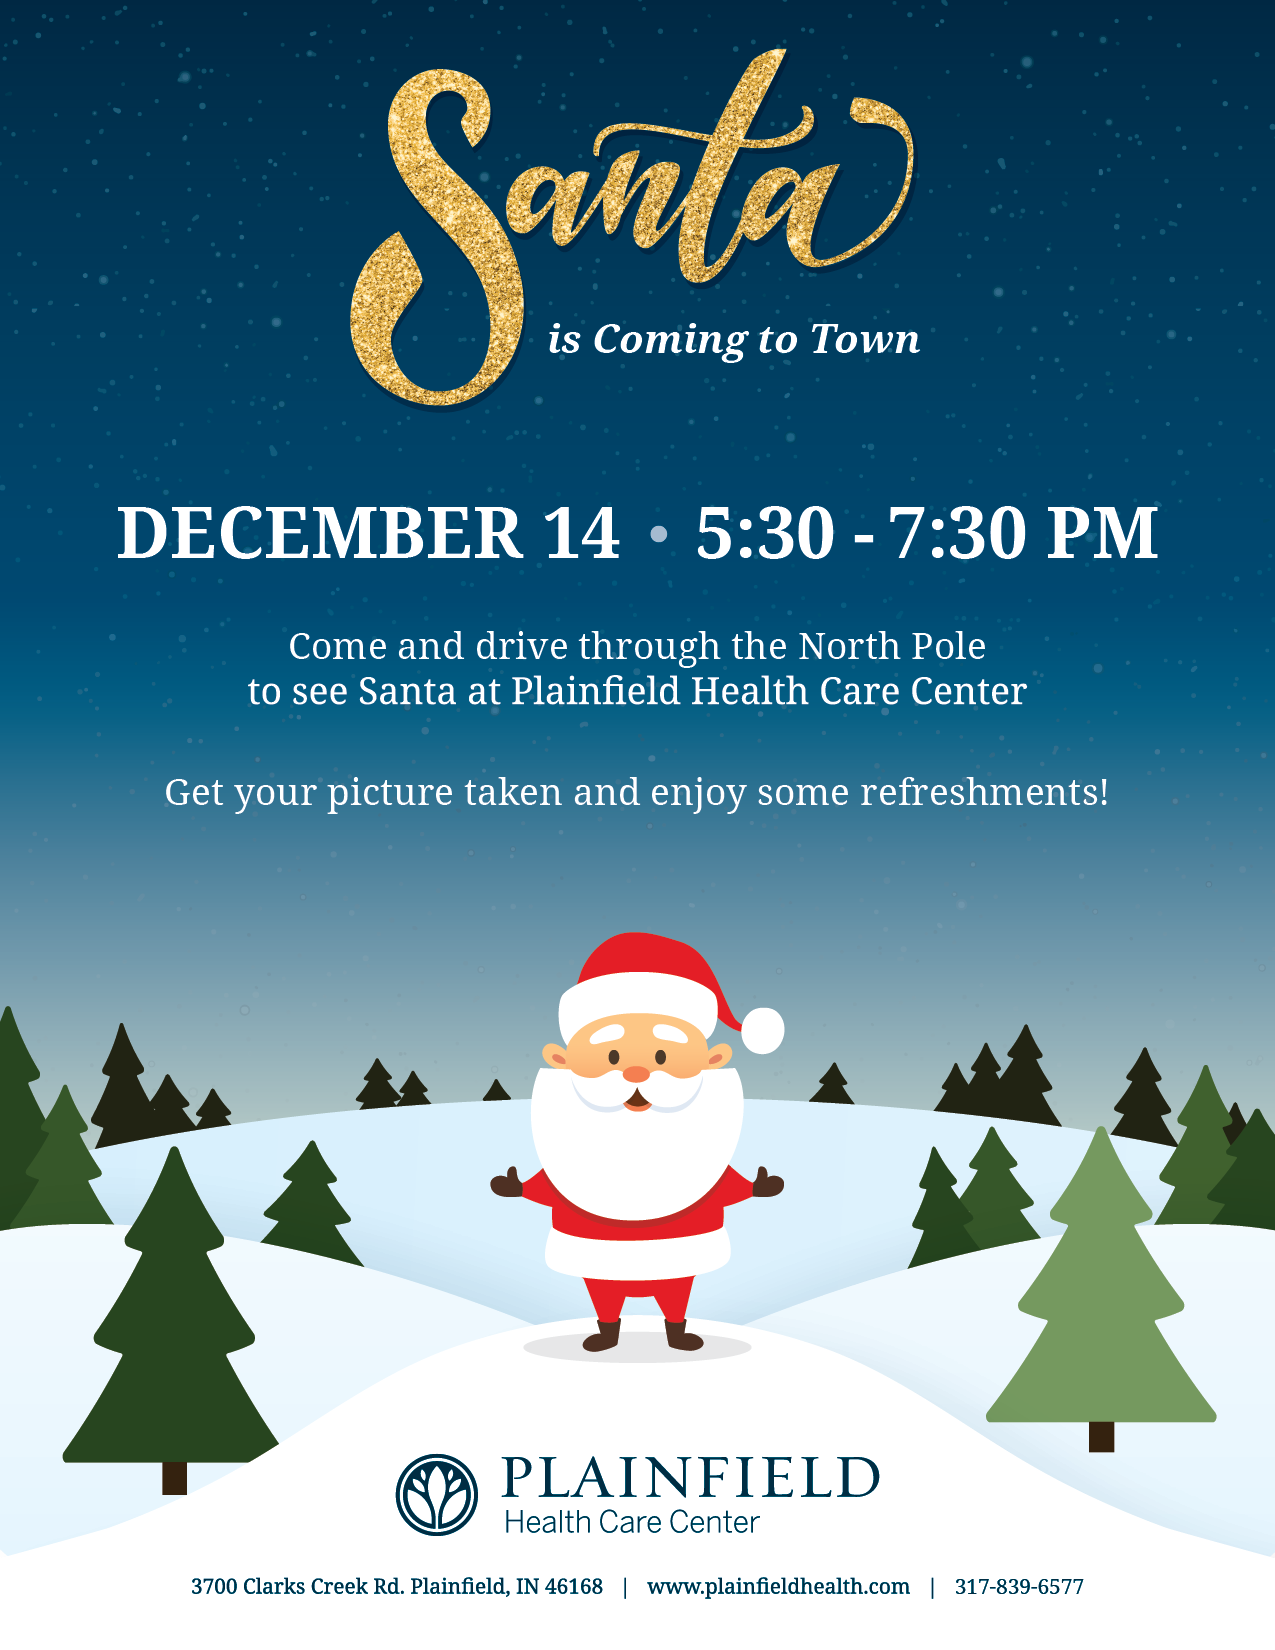 Santa
is Coming to Town
DECEMBER 14 • 5:30 - 7:30 PM
Come and drive through the North Pole
to see Santa at Plainfield Health Care Center
Get your picture taken and enjoy some refreshments!
PLAINFIELD
Health Care Center
3700 Clarks Creek Rd. Plainfield, IN 46168 | www.plainfieldhealth.com | 317-839-6577